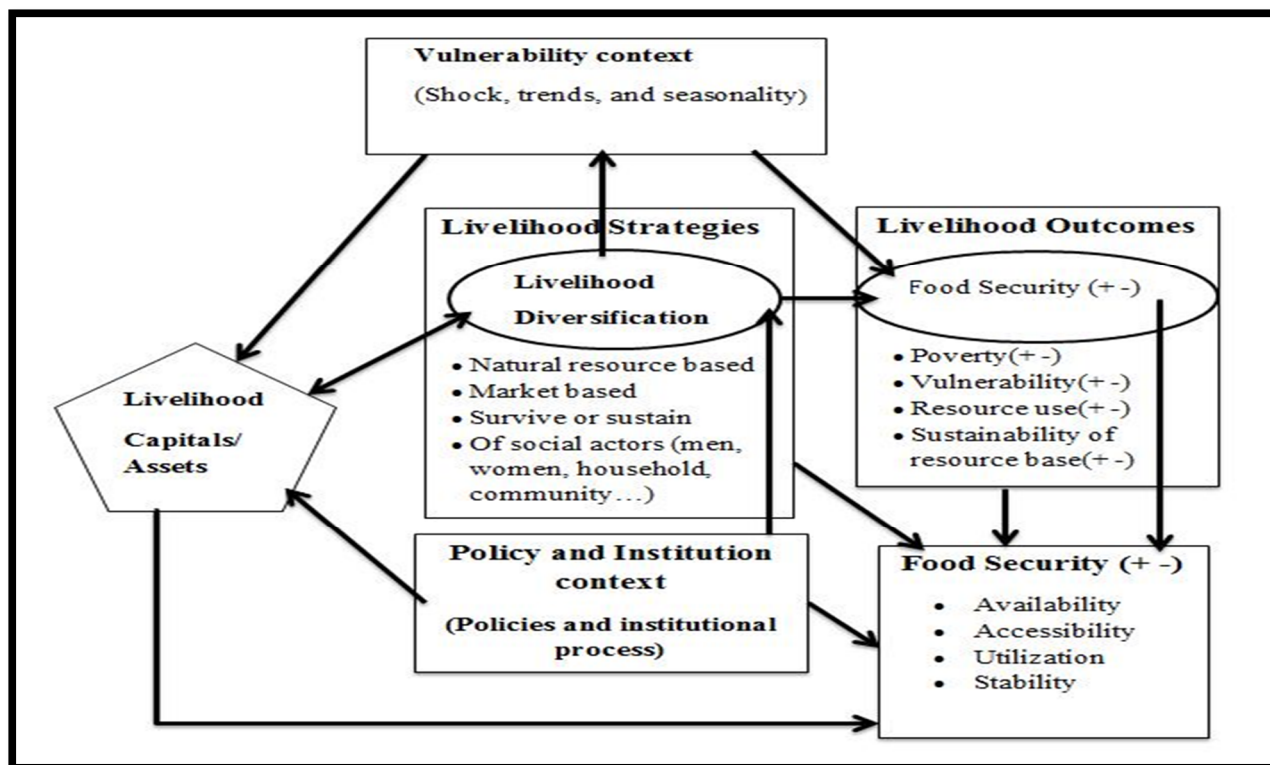 Vulnerability context
(Shock, trends, and seasonality)
Livelihood Strategies
Livelihood
Diversification
• Natural resource based
• Market based
• Survive or sustain
• Of social actors (men,
women, household,
community…)
Livelihood Outcomes
Food Security (+ -)
• Poverty(+ -)
• Vulnerability(+ -)
• Resource use(+ -)
• Sustainability of
resource base(+ -)
Livelihood
Capitals/
Assets
Policy and Institution
context
(Policies and institutional
process)
Food Security (+ -)
• Availability
• Accessibility
• Utilization
• Stability